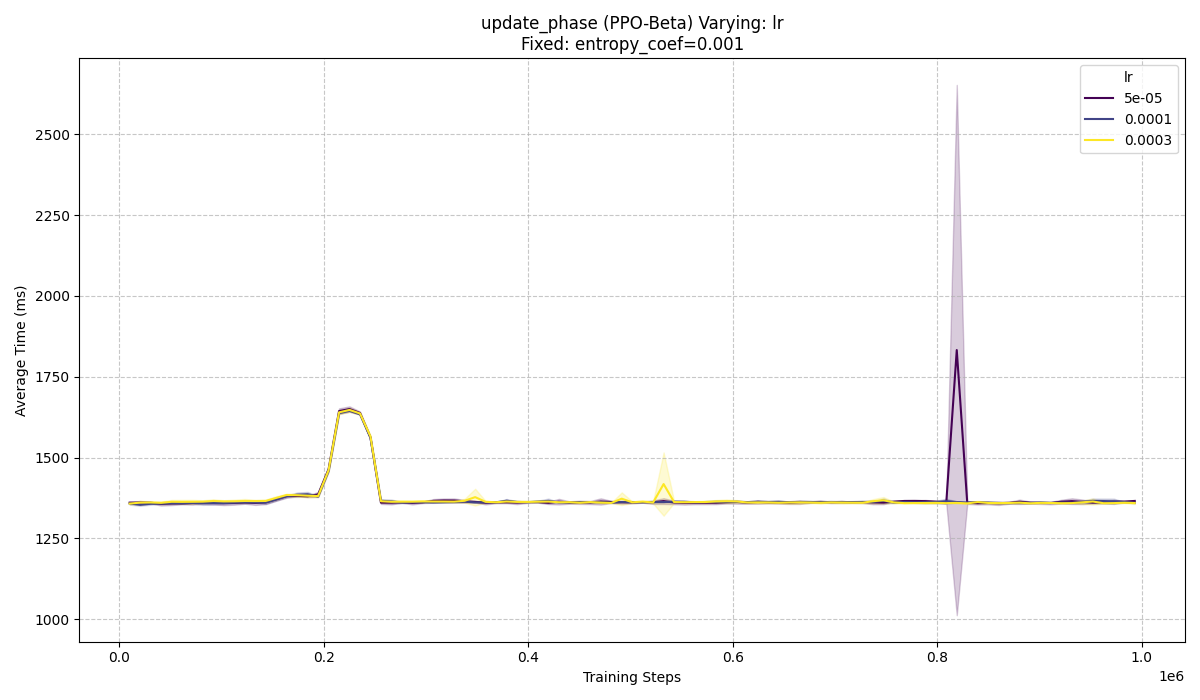 update_phase (PPO-Beta) Varying: lr
Fixed: entropy_coef=0.001
lr
5e-05
0.0001
0.0003
Average Time (ms)
2500
2250
2000
1750
1500
1250
1000
0.0
0.2
0.4
0.6
0.8
1.0
1e6
Training Steps